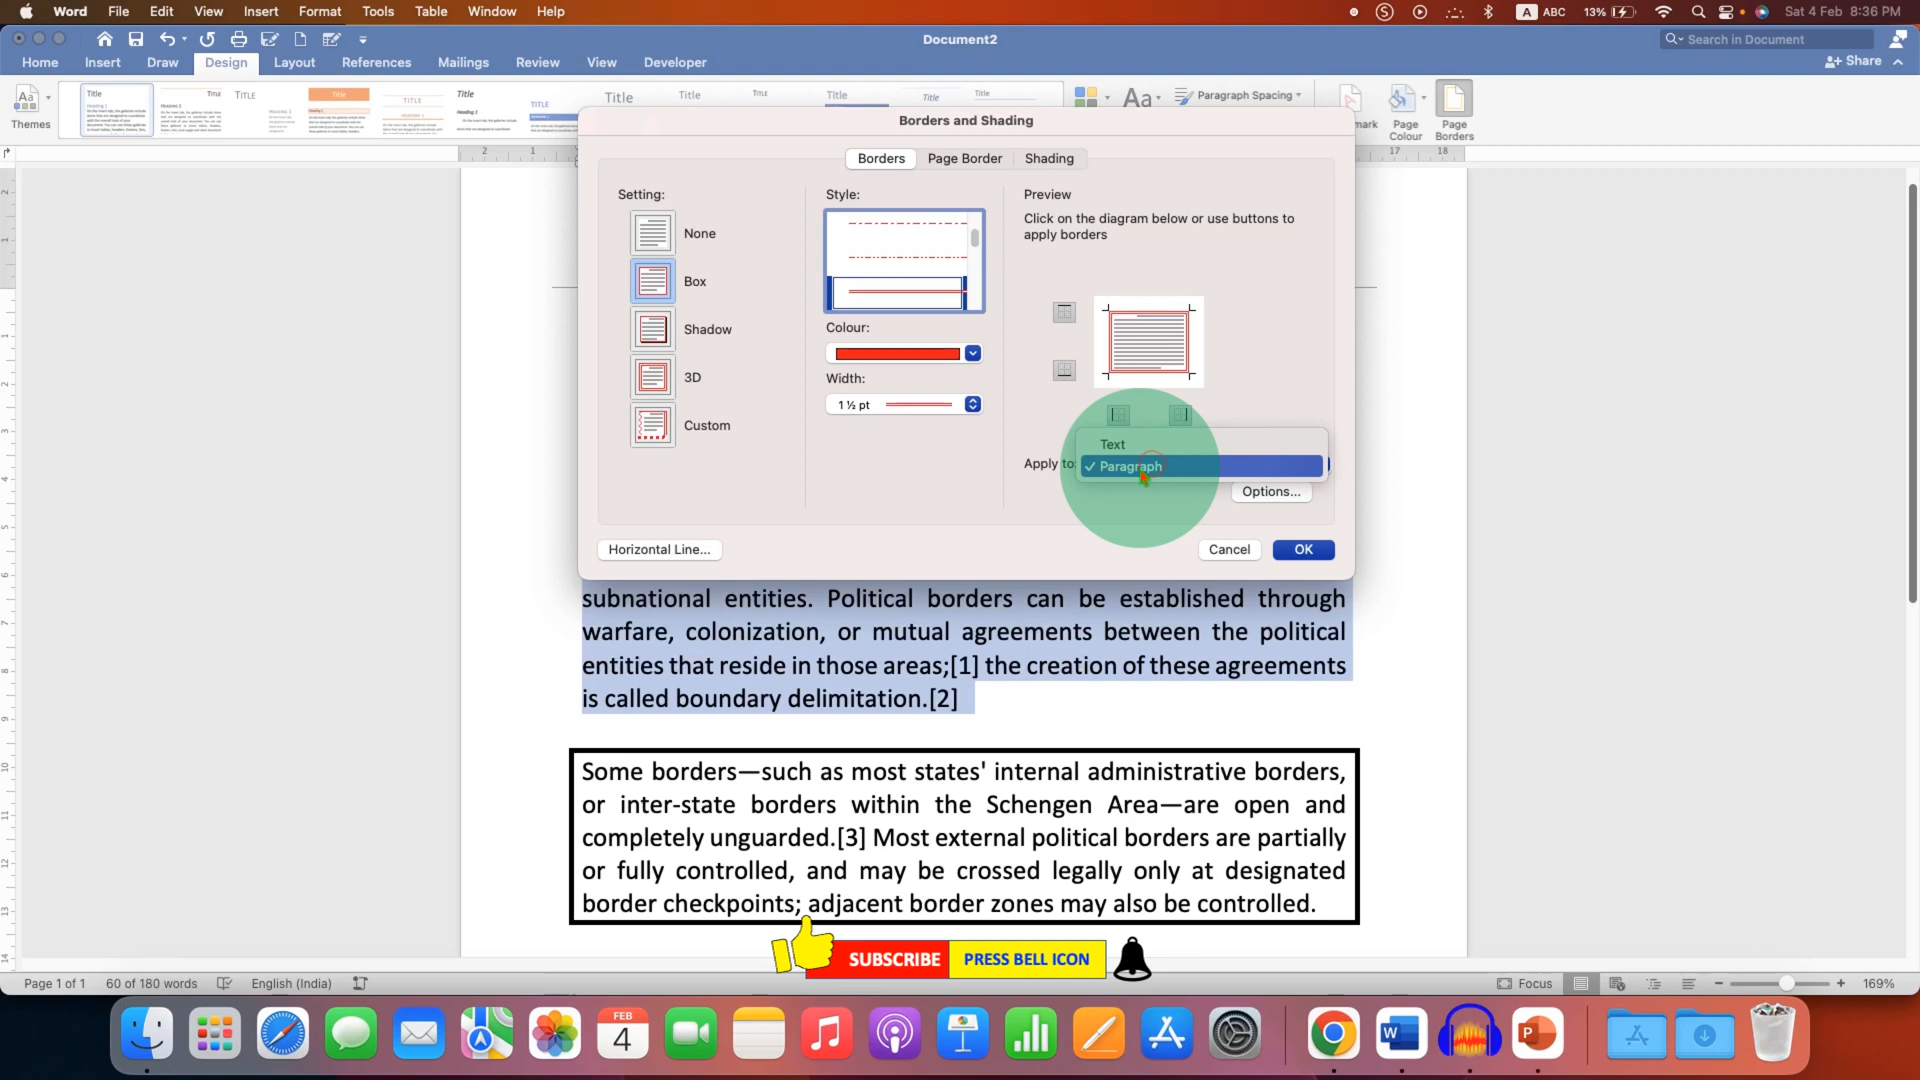 Word File Edit View Insert Format Tools Table Window Help
A ABC 13% Sat 4 Feb 8:36 PM
Document2
Search in Document
Home Insert Draw Design Layout References Mailings Review View Developer
Share
Themes
Aa
Paragraph Spacing
Page Colour
Page Borders
Borders and Shading
Borders Page Border Shading
Setting:
None
Box
Shadow
3D
Custom
Style:
Colour:
Width:
1 ½ pt
Preview
Click on the diagram below or use buttons to
apply borders
Text
Apply to:
✓ Paragraph
Options...
Horizontal Line...
Cancel OK
subnational entities. Political borders can be established through
warfare, colonization, or mutual agreements between the political
entities that reside in those areas;[1] the creation of these agreements
is called boundary delimitation.[2]
Some borders—such as most states' internal administrative borders,
or inter-state borders within the Schengen Area—are open and
completely unguarded.[3] Most external political borders are partially
or fully controlled, and may be crossed legally only at designated
border checkpoints; adjacent border zones may also be controlled.
SUBSCRIBE PRESS BELL ICON
Page 1 of 1 60 of 180 words English (India) Focus 169%
FEB
4